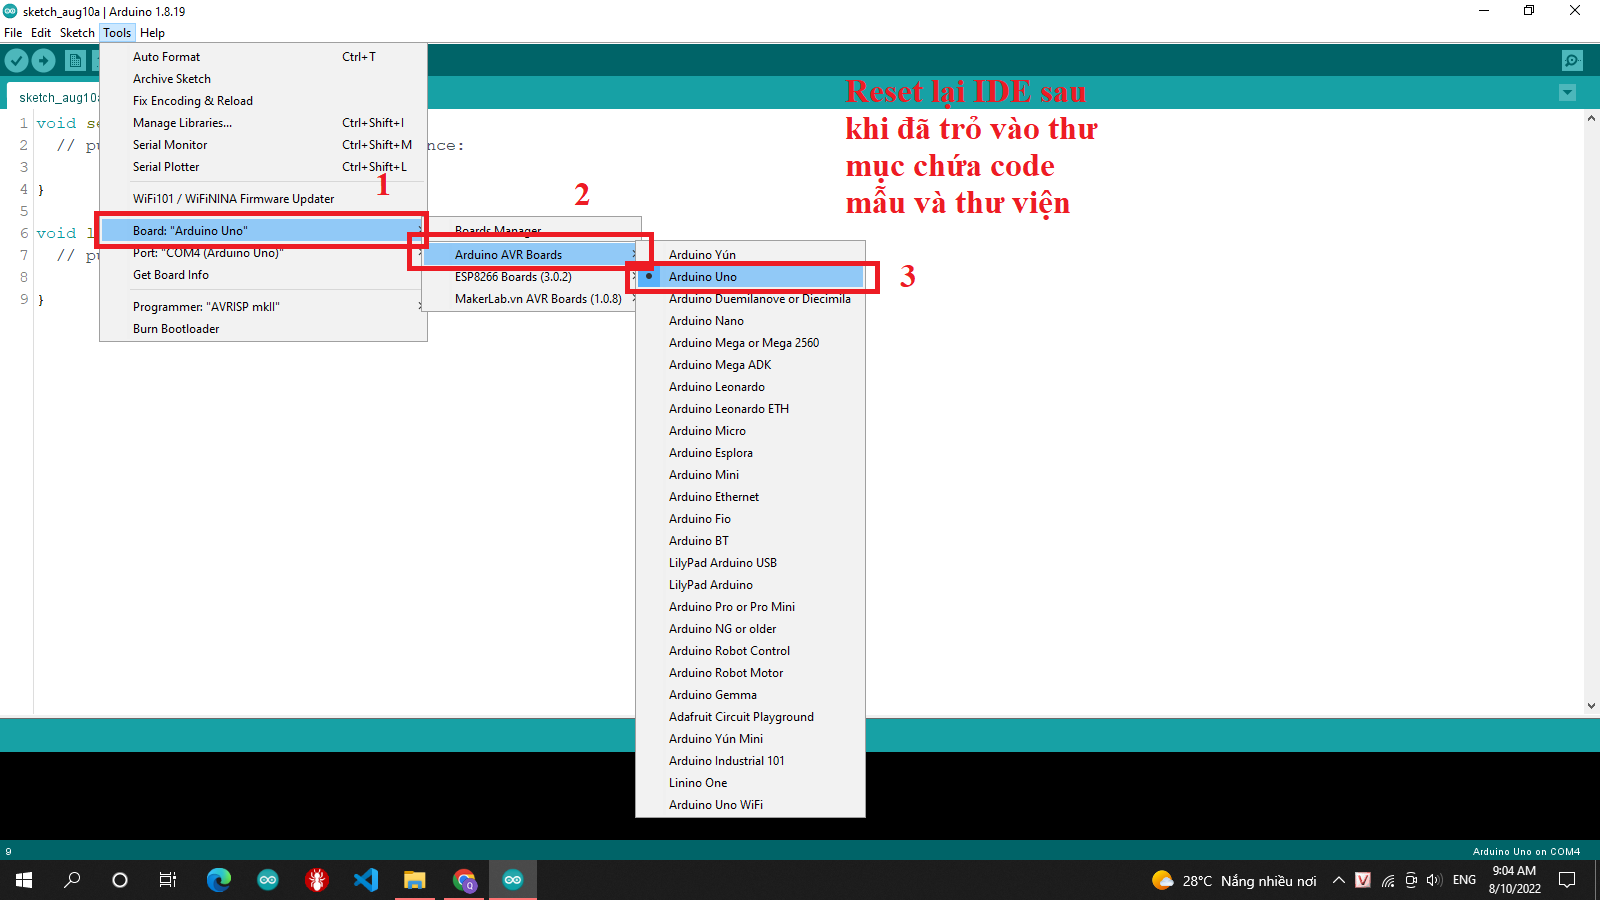 sketch_aug10a | Arduino 1.8.19
File Edit Sketch Tools Help
sketch_aug10a
Auto Format Ctrl+T
Archive Sketch
Fix Encoding & Reload
Manage Libraries... Ctrl+Shift+I
Serial Monitor Ctrl+Shift+M
Serial Plotter Ctrl+Shift+L
WiFi101 / WiFiNINA Firmware Updater
Board: "Arduino Uno"
Port: "COM4 (Arduino Uno)"
Get Board Info
Programmer: "AVRISP mkII"
Burn Bootloader
1
2
3
Boards Manager...
Arduino AVR Boards
ESP8266 Boards (3.0.2)
MakerLab.vn AVR Boards (1.0.8)
Arduino Yún
Arduino Uno
Arduino Duemilanove or Diecimila
Arduino Nano
Arduino Mega or Mega 2560
Arduino Mega ADK
Arduino Leonardo
Arduino Leonardo ETH
Arduino Micro
Arduino Esplora
Arduino Mini
Arduino Ethernet
Arduino Fio
Arduino BT
LilyPad Arduino USB
LilyPad Arduino
Arduino Pro or Pro Mini
Arduino NG or older
Arduino Robot Control
Arduino Robot Motor
Arduino Gemma
Adafruit Circuit Playground
Arduino Yún Mini
Arduino Industrial 101
Linino One
Arduino Uno WiFi
Reset lại IDE sau
khi đã trỏ vào thư
mục chứa code
mẫu và thư viện
1 void se
2 // pu nce:
3
4 }
5
6 void l
7 // pu
8
9 }
9
Arduino Uno on COM4
28°C Nắng nhiều nơi
ENG
9:04 AM
8/10/2022